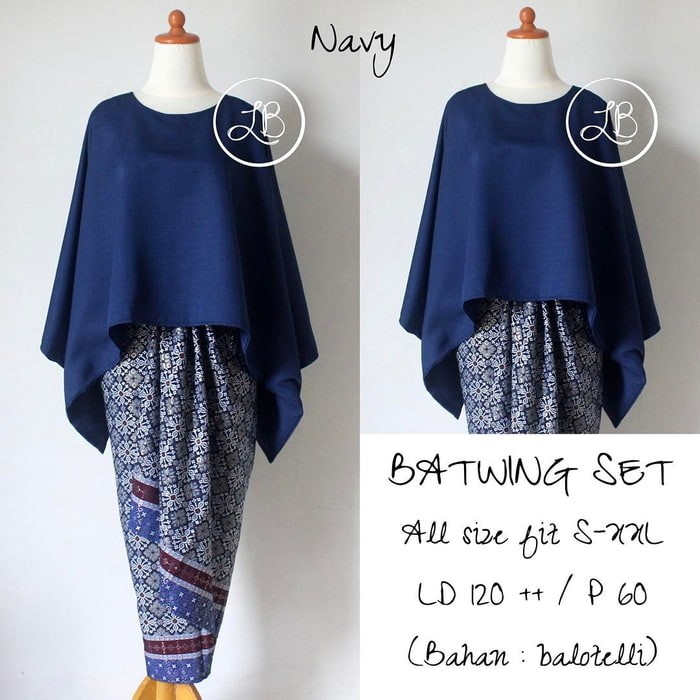 Navy
LB
LB
BATWING SET
All size fit S-XXL
LD 120 ++ / P 60
(Bahan : balotelli)